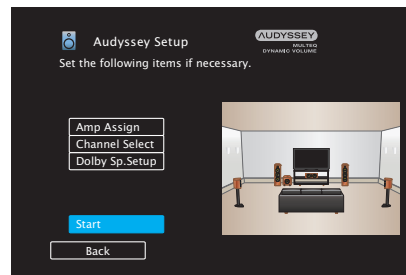 Audyssey Setup
AUDYSSEY
MULTEQ
DYNAMIC VOLUME
Set the following items if necessary.
Amp Assign
Channel Select
Dolby Sp.Setup
Start
Back